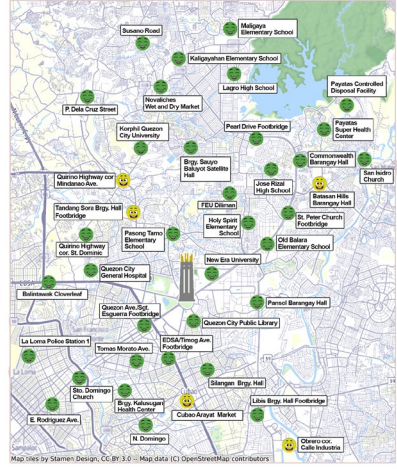 Susano Road
Maligaya
Elementary School
Kaligayahan Elementary School
Lagro High School
Payatas Controlled
Disposal Facility
P. Dela Cruz Street
Novaliches
Wet and Dry Market
Korphil Quezon
City University
Pearl Drive Footbridge
Payatas
Super Health
Center
Quirino Highway cor
Mindanao Ave.
Brgy. Sauyo
Baluyot Satellite
Hall
Commonwealth
Barangay Hall
San Isidro
Church
Jose Rizal
High School
Batasan Hills
Barangay Hall
Tandang Sora Brgy. Hall
Footbridge
FEU Diliman
Holy Spirit
Elementary
School
St. Peter Church
Footbridge
Quirino Highway
cor. St. Dominic
Pasong Tamo
Elementary
School
Old Balara
Elementary School
Quezon City
General Hospital
New Era University
EDSA
Balintawak Cloverleaf
Quezon Ave./Sgt.
Esguerra Footbridge
Pansol Barangay Hall
San Francisco
Quezon City Public Library
La Loma Police Station 1
Tomas Morato Ave.
EDSA/Timog Ave.
Footbridge
La Loma
Silangan Brgy. Hall
Sto. Domingo
Church
Brgy. Kalusugan
Health Center
Cubao
Cubao Arayat Market
Libis Brgy. Hall Footbridge
E. Rodriguez Ave.
N. Domingo
Obrero cor.
Calle Industria
Sampaloc
Map tiles by Stamen Design, CC BY 3.0 -- Map data (C) OpenStreetMap contributors